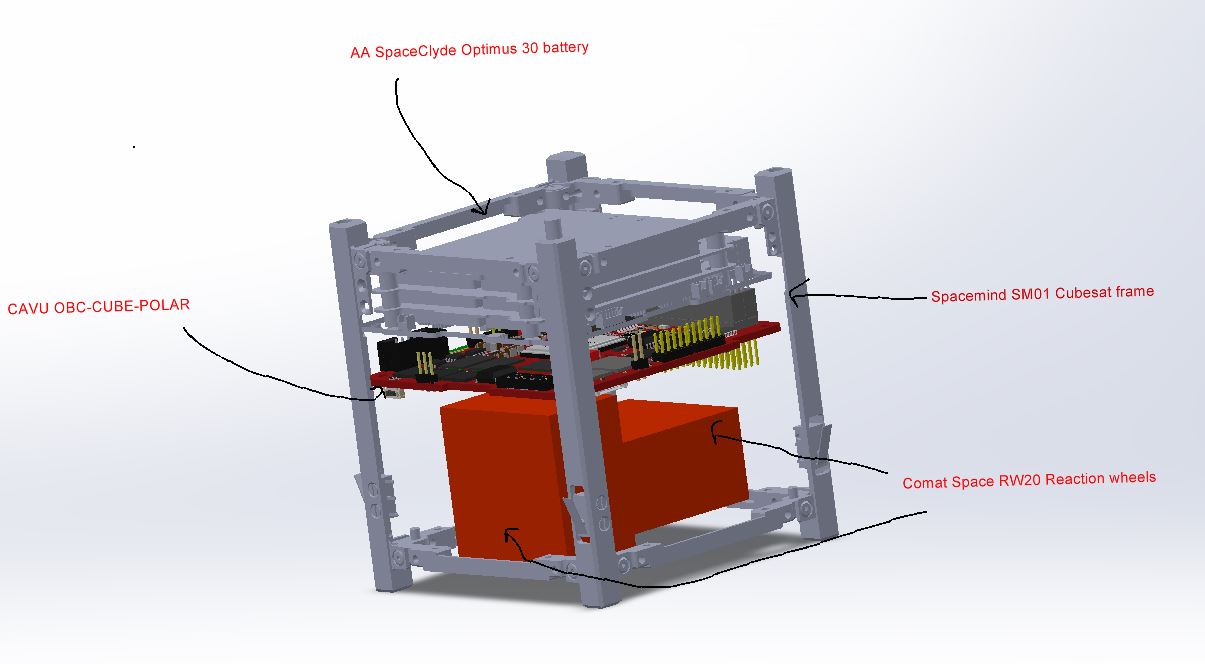 AA SpaceClyde Optimus 30 battery
CAVU OBC-CUBE-POLAR
Spacemind SM01 Cubesat frame
Comat Space RW20 Reaction wheels